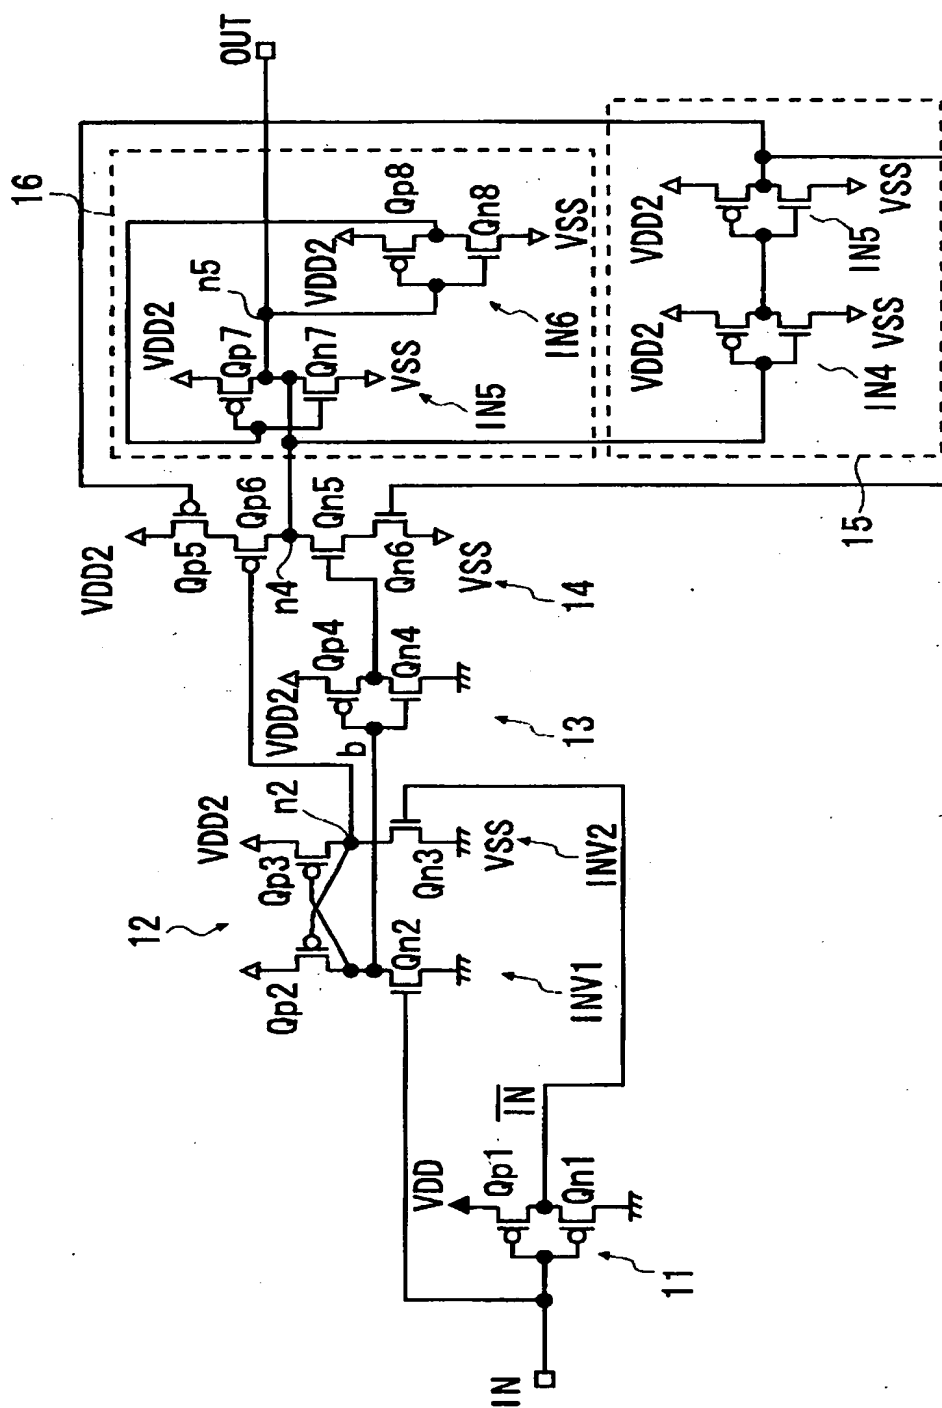 IN
11
VDD
Qp1
Qn1
I̅N̅
12
Qp2
Qn2
INV1
VDD2
Qp3
n2
Qn3
VSS
INV2
b
VDD2
Qp4
Qn4
13
VDD2
Qp5
Qp6
n4
Qn5
Qn6
VSS
14
16
VDD2
Qp7
n5
Qn7
VSS
IN5
VDD2
Qp8
Qn8
VSS
IN6
OUT
15
VDD2
VSS
IN4
VDD2
VSS
IN5